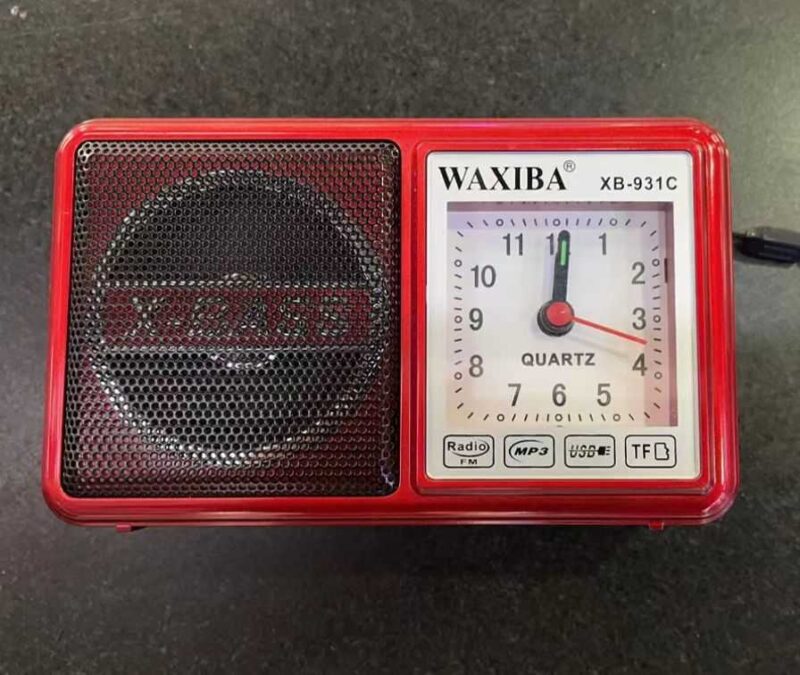 WAXIBA®
XB-931C
X-BASS
11 12 1
10 2
9 3
8 QUARTZ 4
7 6 5
Radio FM MP3 USB TF